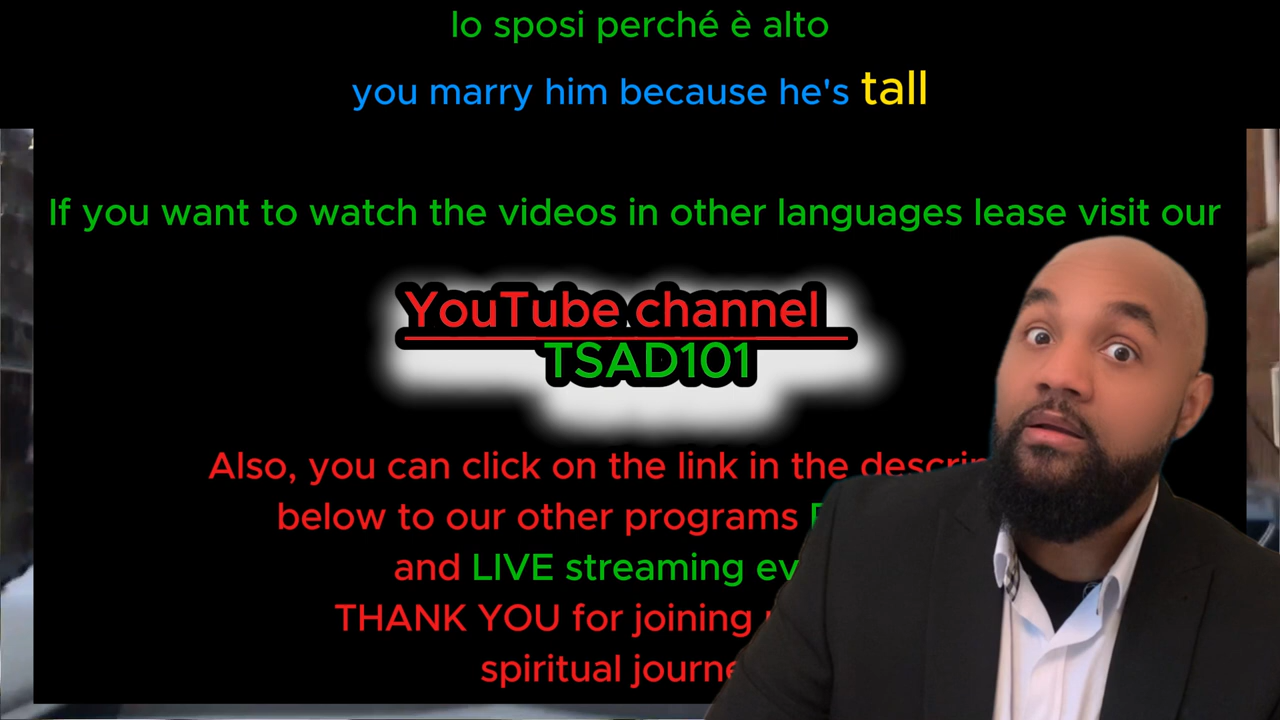 lo sposi perché è alto
you marry him because he's tall
If you want to watch the videos in other languages lease visit our
YouTube channel
TSAD101
Also, you can click on the link in the
below to our other programs
and LIVE streaming
THANK YOU for joining
spiritual